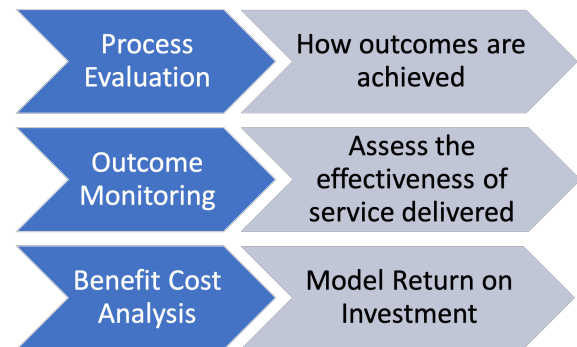 Process
Evaluation
How outcomes are
achieved
Outcome
Monitoring
Assess the
effectiveness of
service delivered
Benefit Cost
Analysis
Model Return on
Investment